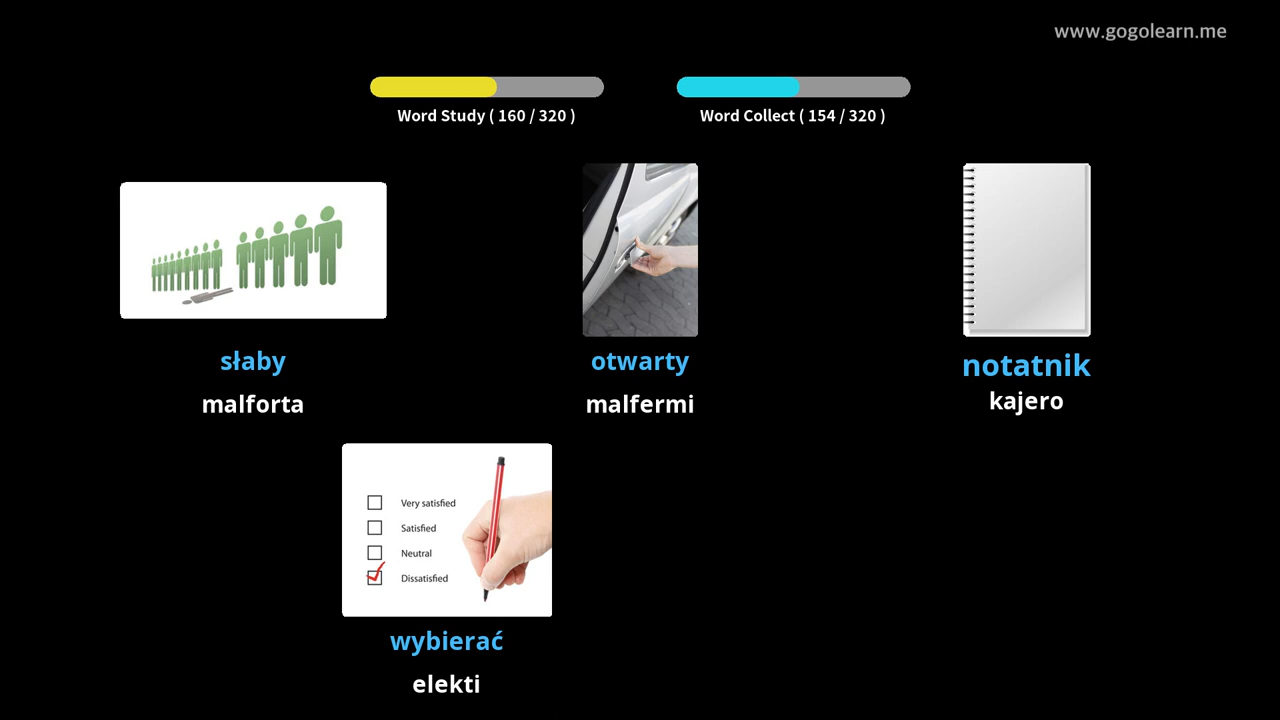 www.gogolearn.me
Word Study ( 160 / 320 )
Word Collect ( 154 / 320 )
słaby
malforta
otwarty
malfermi
notatnik
kajero
Very satisfied
Satisfied
Neutral
Dissatisfied
wybierać
elekti